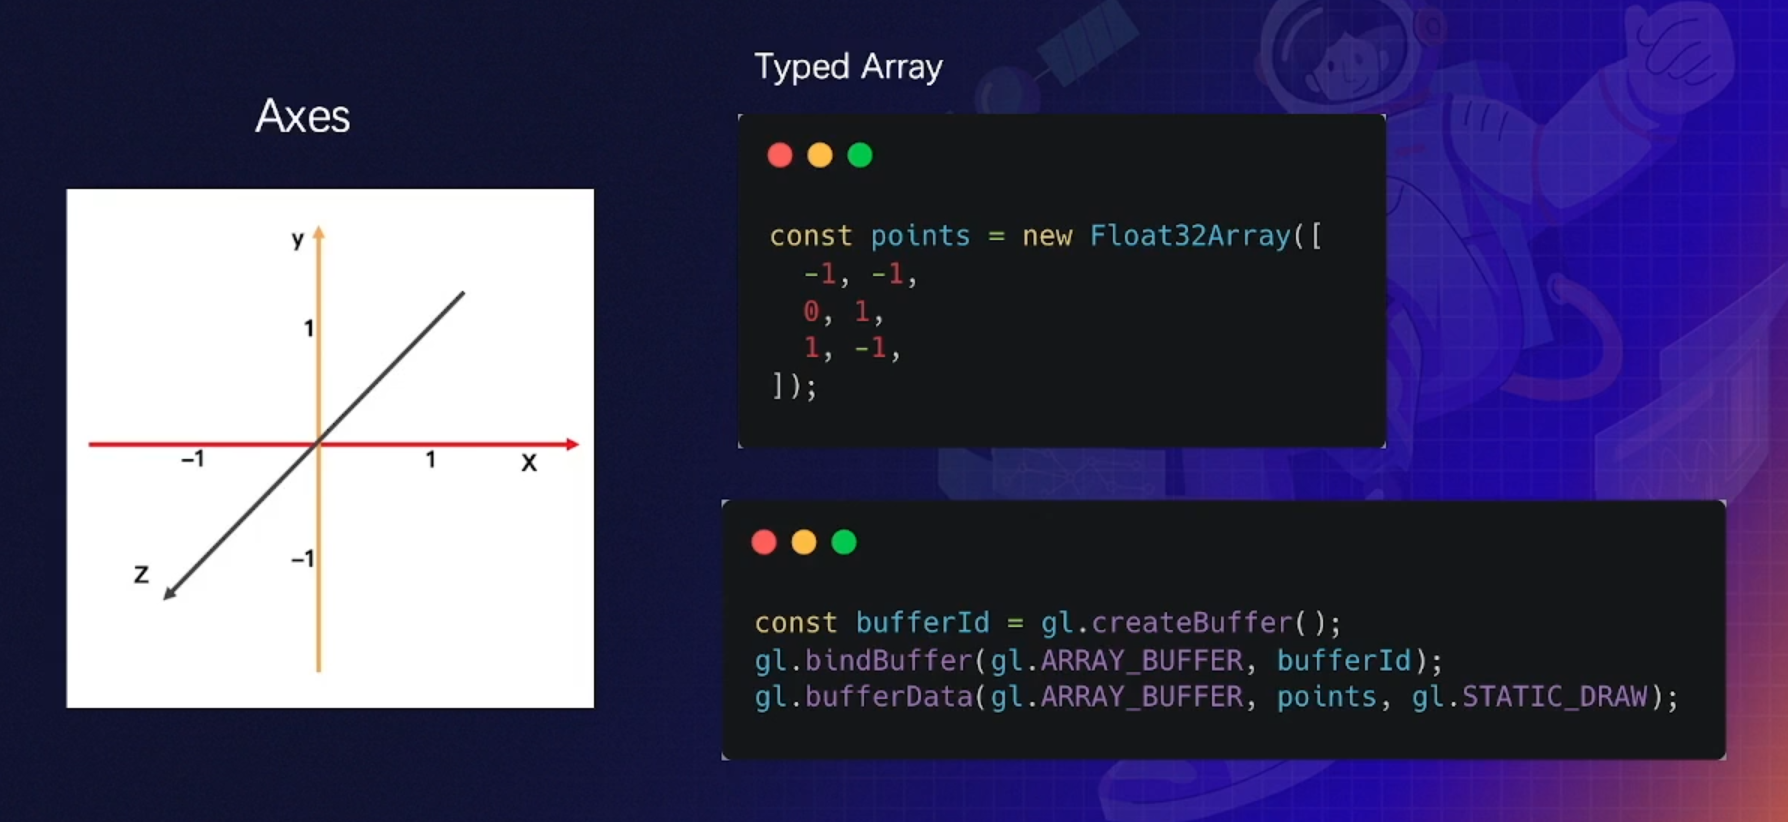 Axes
y
1
-1
1
x
-1
z
Typed Array
const points = new Float32Array([
-1, -1,
0, 1,
1, -1,
]);
const bufferId = gl.createBuffer();
gl.bindBuffer(gl.ARRAY_BUFFER, bufferId);
gl.bufferData(gl.ARRAY_BUFFER, points, gl.STATIC_DRAW);